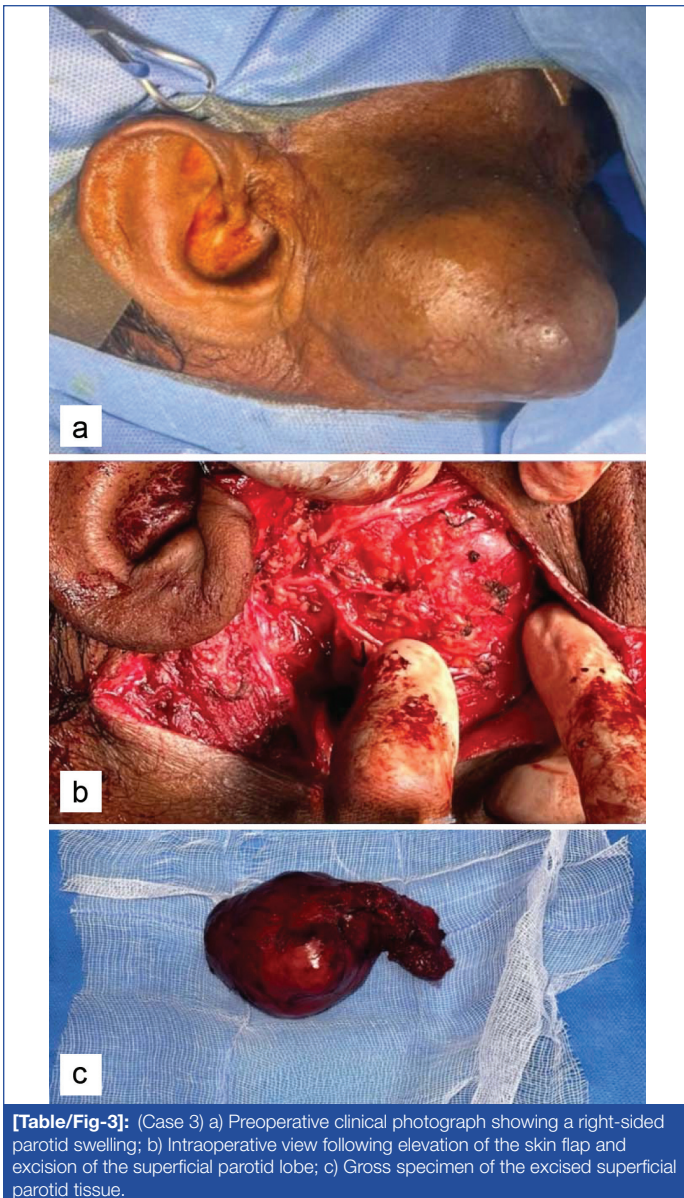 a
b
c
[Table/Fig-3]: (Case 3) a) Preoperative clinical photograph showing a right-sided
parotid swelling; b) Intraoperative view following elevation of the skin flap and
excision of the superficial parotid lobe; c) Gross specimen of the excised superficial
parotid tissue.